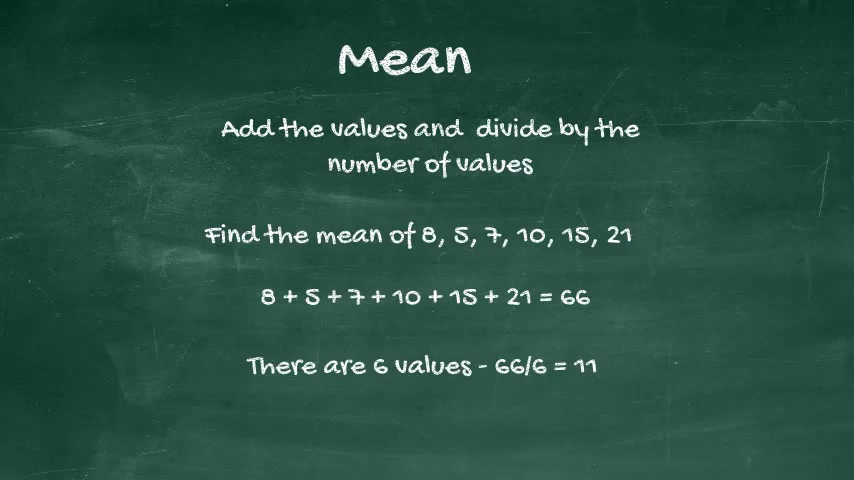 Mean
Add the values and divide by the
number of values
Find the mean of 8, 5, 7, 10, 15, 21
8 + 5 + 7 + 10 + 15 + 21 = 66
There are 6 values - 66/6 = 11